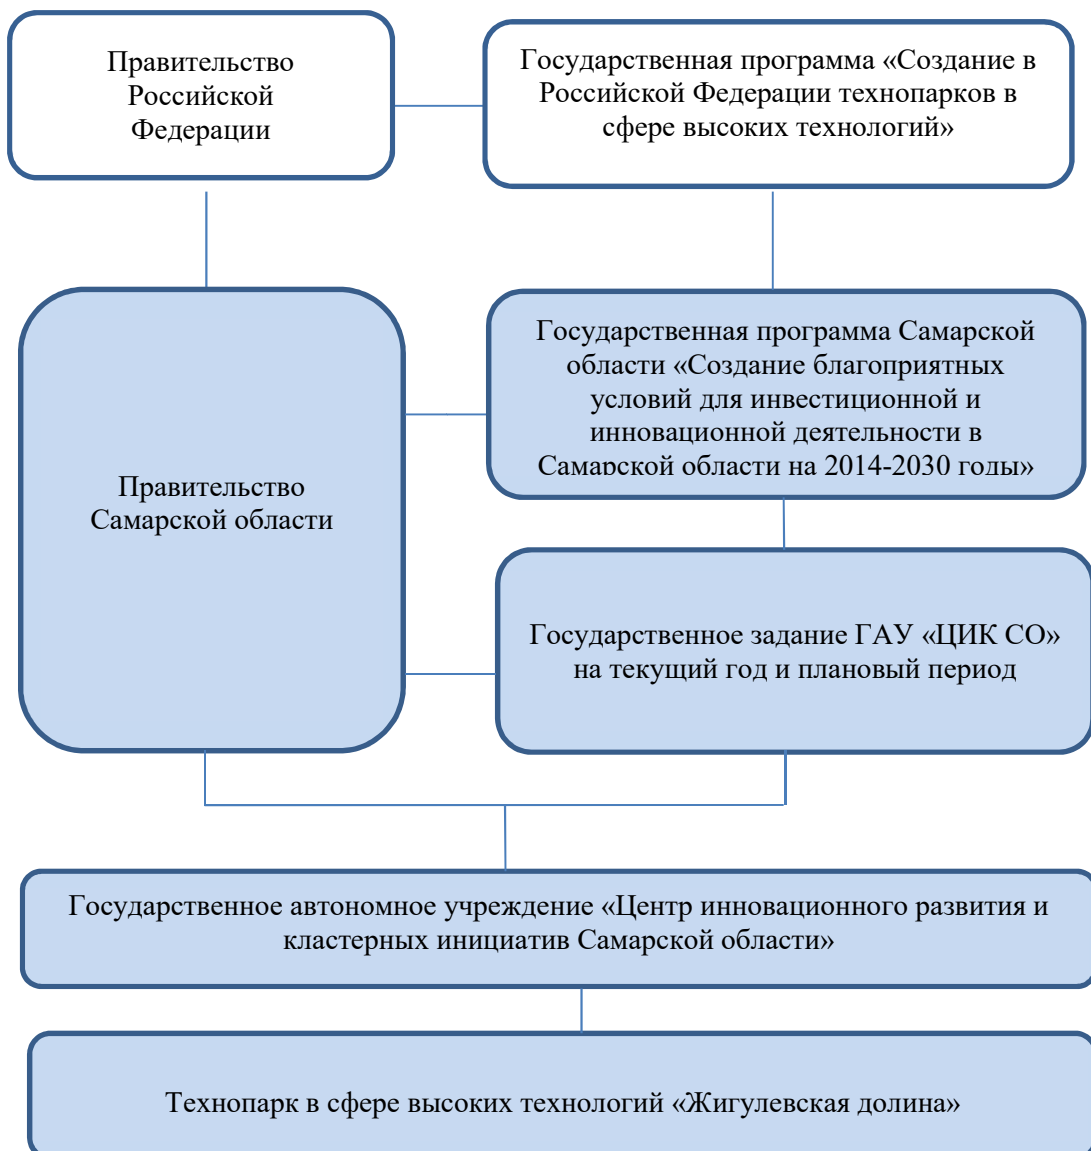 Правительство
Российской
Федерации
Государственная программа «Создание в
Российской Федерации технопарков в
сфере высоких технологий»
Государственная программа Самарской
области «Создание благоприятных
условий для инвестиционной и
инновационной деятельности в
Самарской области на 2014-2030 годы»
Правительство
Самарской области
Государственное задание ГАУ «ЦИК СО»
на текущий год и плановый период
Государственное автономное учреждение «Центр инновационного развития и
кластерных инициатив Самарской области»
Технопарк в сфере высоких технологий «Жигулевская долина»